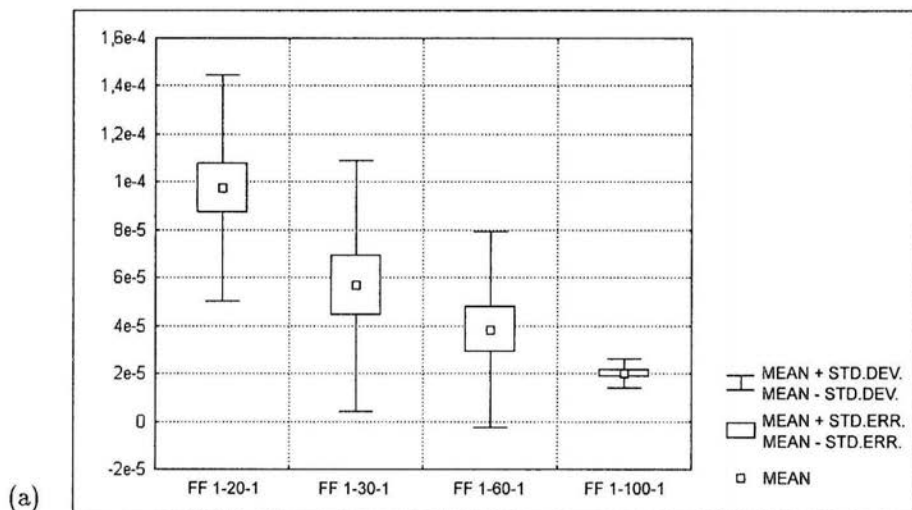 1,6e-4
1,4e-4
1,2e-4
1e-4
8e-5
6e-5
4e-5
2e-5
0
-2e-5
FF 1-20-1 FF 1-30-1 FF 1-60-1 FF 1-100-1
MEAN + STD.DEV.
MEAN - STD.DEV.
MEAN + STD.ERR.
MEAN - STD.ERR.
MEAN
(a)